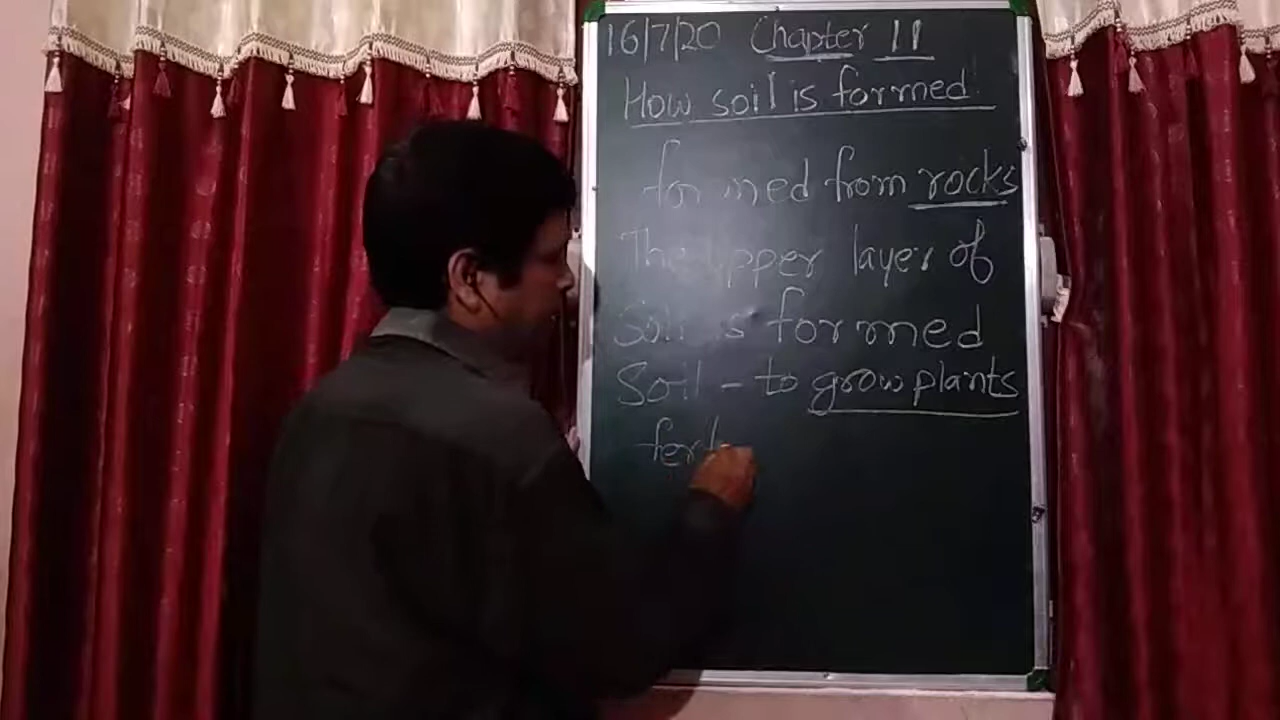 16/7/20 Chapter 11
How soil is formed
formed from rocks
The upper layer of
Soil is formed
Soil - to grow plants